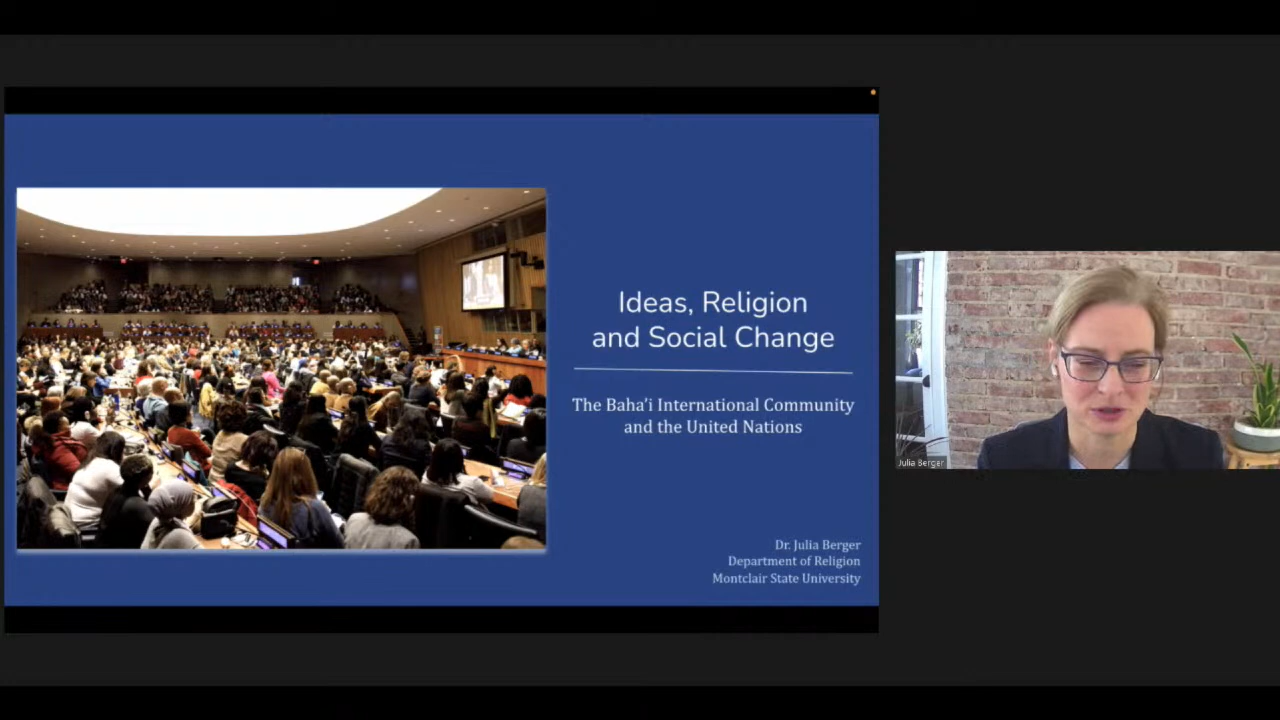 Ideas, Religion
and Social Change
The Baha'i International Community
and the United Nations
Dr. Julia Berger
Department of Religion
Montclair State University
Julia Berger